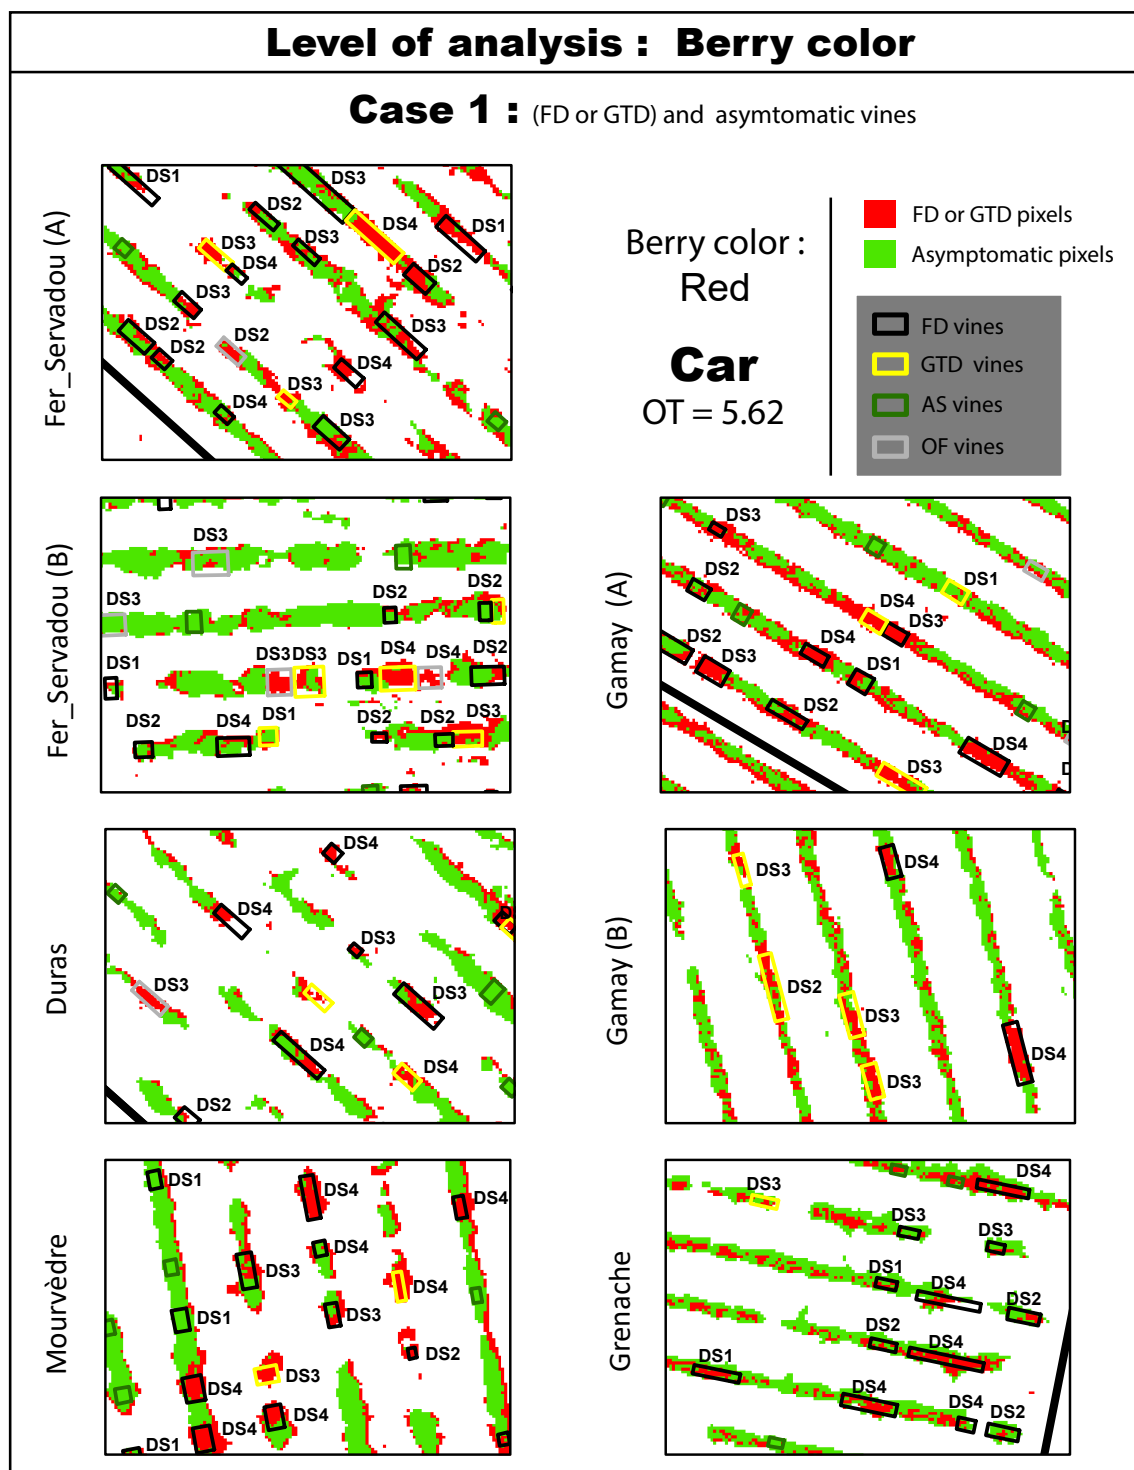 Level of analysis : Berry color
Case 1 : (FD or GTD) and asymtomatic vines
Fer_Servadou (A)
DS1
DS3
DS2
DS4
DS1
DS3
DS3
DS4
DS2
DS3
DS3
DS2
DS2
DS2
DS4
DS3
DS4
DS3
Berry color :
Red
Car
OT = 5.62
FD or GTD pixels
Asymptomatic pixels
FD vines
GTD vines
AS vines
OF vines
Fer_Servadou (B)
DS3
DS3
DS2
DS2
DS1
DS3
DS3
DS1
DS4
DS4
DS2
DS2
DS4
DS1
DS2
DS2
DS3
Gamay (A)
DS3
DS2
DS1
DS4
DS3
DS2
DS3
DS4
DS1
DS2
DS4
DS3
Duras
DS4
DS4
DS3
DS3
DS3
DS4
DS4
DS2
Gamay (B)
DS3
DS4
DS2
DS3
DS4
DS3
Mourvèdre
DS1
DS4
DS4
DS4
DS3
DS4
DS1
DS3
DS2
DS3
DS4
DS4
DS4
DS1
Grenache
DS4
DS3
DS3
DS3
DS1
DS4
DS2
DS2
DS4
DS1
DS4
DS4
DS2